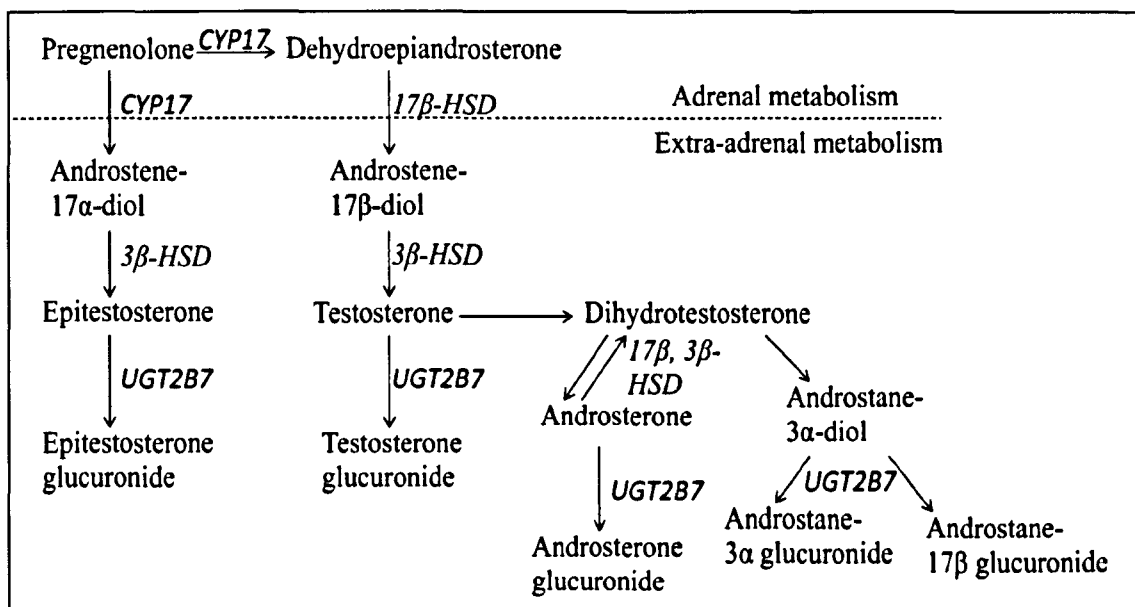 Pregnenolone CYP17 Dehydroepiandrosterone
CYP17
17β-HSD
Adrenal metabolism
Extra-adrenal metabolism
Androstene-
17α-diol
Androstene-
17β-diol
3β-HSD
3β-HSD
Epitestosterone
Testosterone
Dihydrotestosterone
UGT2B7
UGT2B7
17β, 3β-
HSD
Androsterone
Androstane-
3α-diol
Epitestosterone
glucuronide
Testosterone
glucuronide
UGT2B7
UGT2B7
Androsterone
glucuronide
Androstane-
3α glucuronide
Androstane-
17β glucuronide